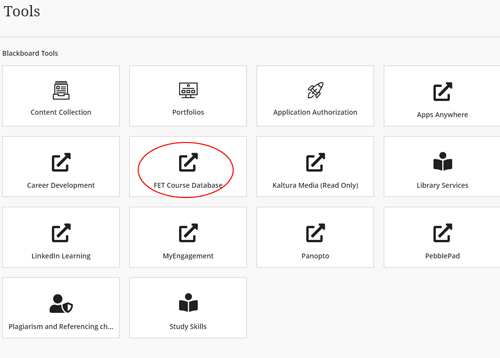 Tools
Blackboard Tools
Content Collection
Portfolios
Application Authorization
Apps Anywhere
Career Development
FET Course Database
Kaltura Media (Read Only)
Library Services
LinkedIn Learning
MyEngagement
Panopto
PebblePad
Plagiarism and Referencing ch...
Study Skills